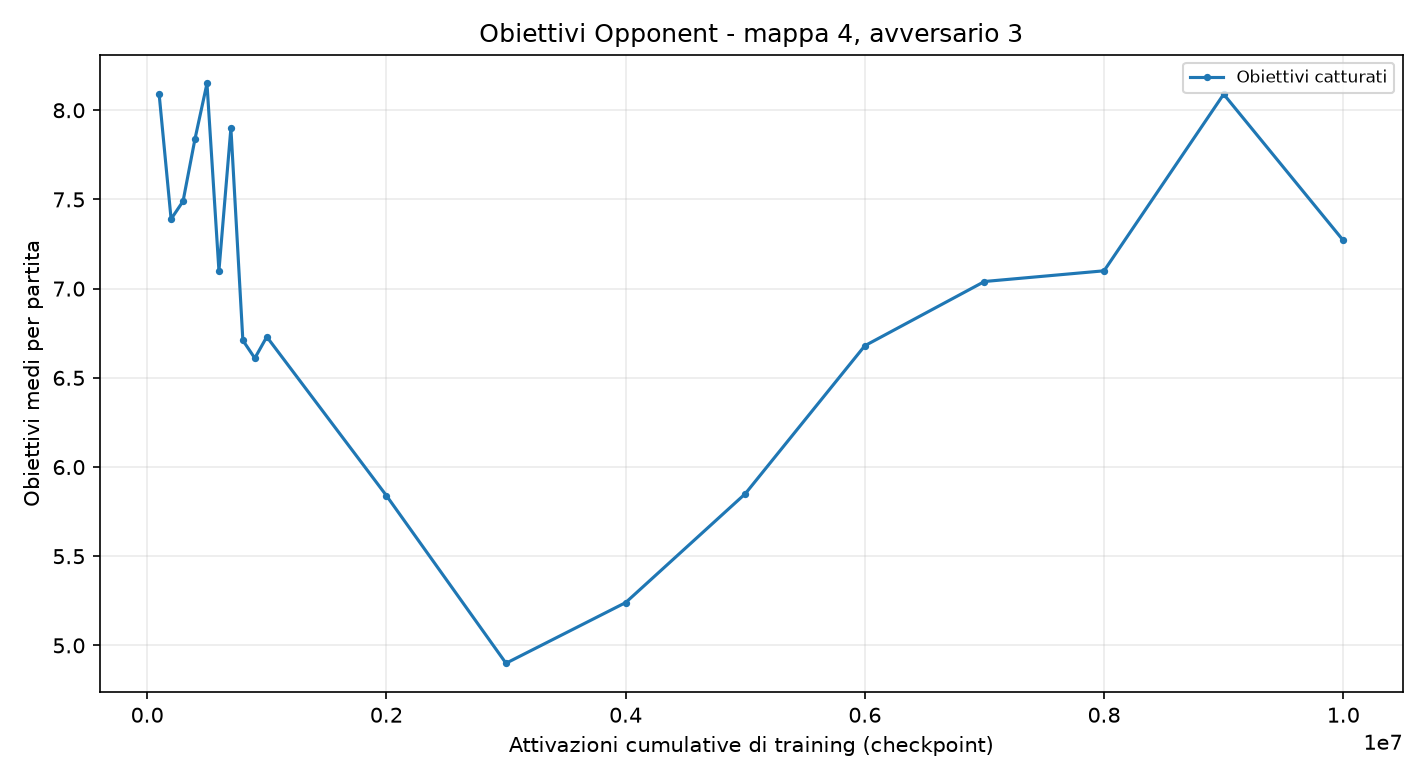 Obiettivi Opponent - mappa 4, avversario 3
Obiettivi catturati
Obiettivi medi per partita
8.0
7.5
7.0
6.5
6.0
5.5
5.0
0.0 0.2 0.4 0.6 0.8 1.0
1e7
Attivazioni cumulative di training (checkpoint)